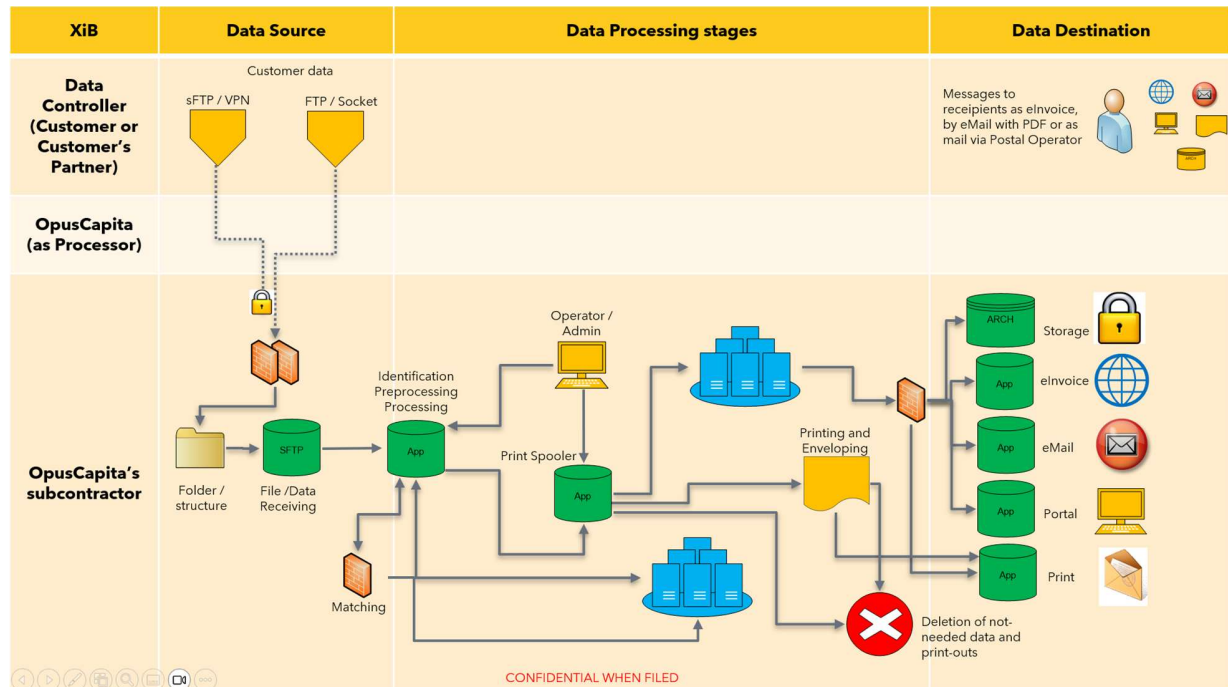 XiB
Data Source
Data Processing stages
Data Destination
Data
Controller
(Customer or
Customer's
Partner)
Customer data
sFTP / VPN
FTP / Socket
Messages to
receipients as eInvoice,
by eMail with PDF or as
mail via Postal Operator
ARCH
OpusCapita
(as Processor)
OpusCapita's
subcontractor
Folder /
structure
SFTP
File /Data
Receiving
Identification
Preprocessing
Processing
App
Matching
Operator /
Admin
Print Spooler
App
Printing and
Enveloping
Deletion of not-
needed data and
print-outs
ARCH
Storage
App
eInvoice
App
eMail
App
Portal
App
Print
CONFIDENTIAL WHEN FILED